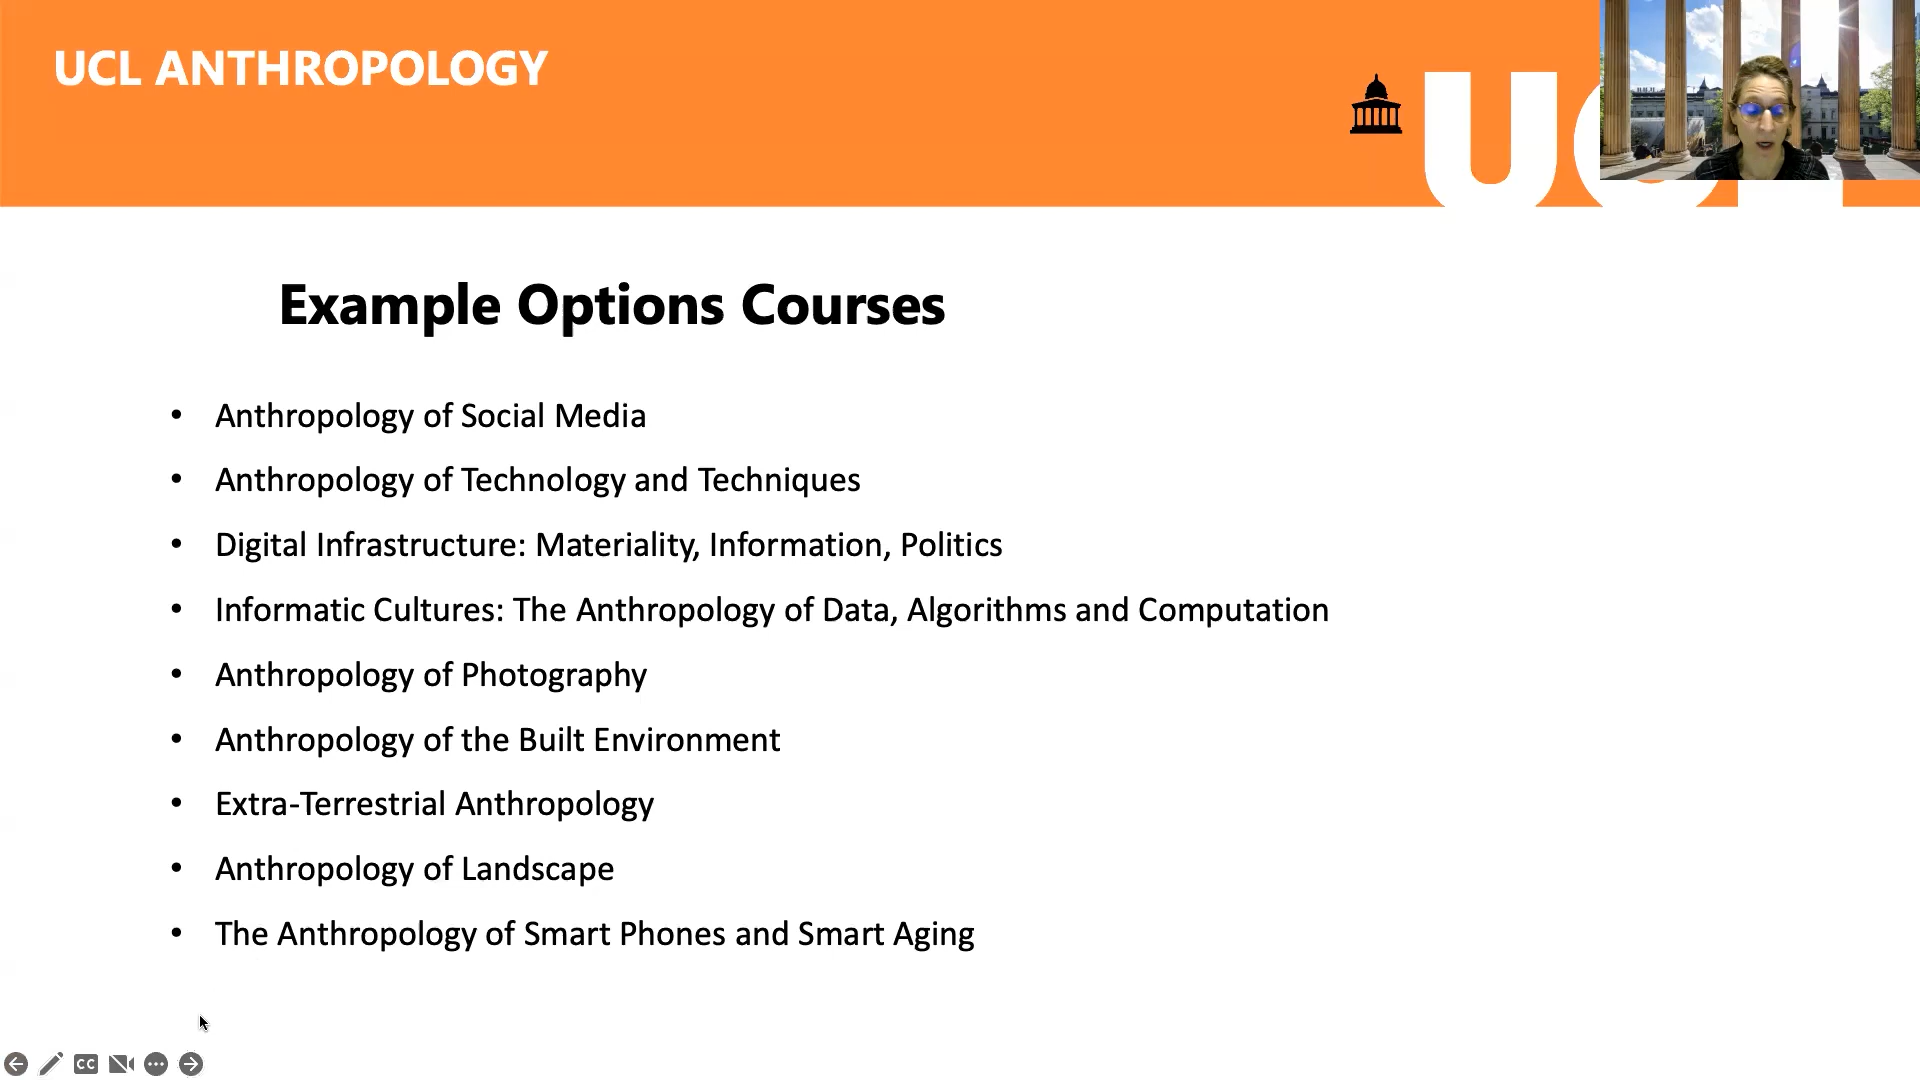 UCL ANTHROPOLOGY
UCL
Example Options Courses
• Anthropology of Social Media
• Anthropology of Technology and Techniques
• Digital Infrastructure: Materiality, Information, Politics
• Informatic Cultures: The Anthropology of Data, Algorithms and Computation
• Anthropology of Photography
• Anthropology of the Built Environment
• Extra-Terrestrial Anthropology
• Anthropology of Landscape
• The Anthropology of Smart Phones and Smart Aging
CC